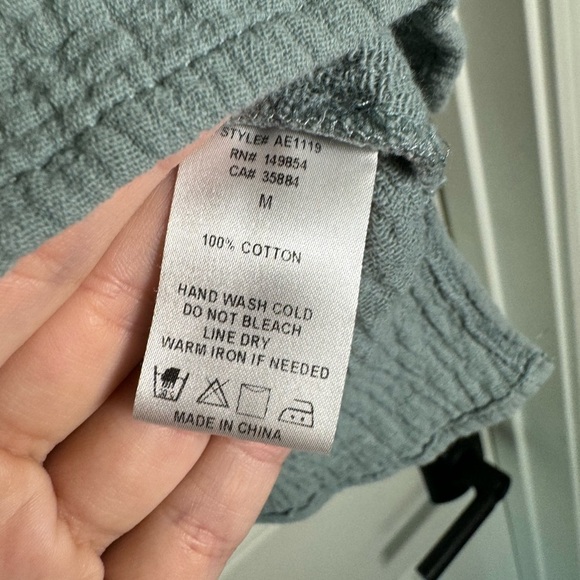 STYLE# AE1119
RN# 149854
CA# 35884
M
100% COTTON
HAND WASH COLD
DO NOT BLEACH
LINE DRY
WARM IRON IF NEEDED
MADE IN CHINA